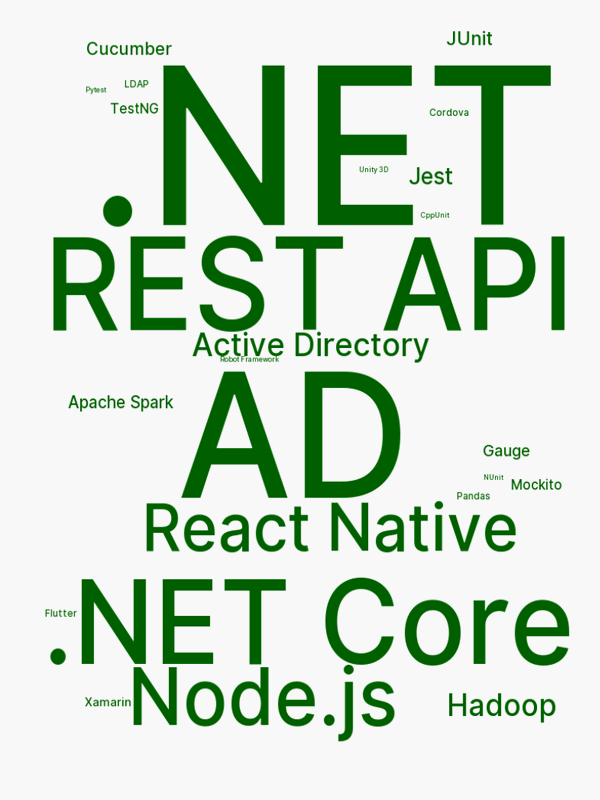 JUnit
Cucumber
.NET
LDAP
Pytest
TestNG
Cordova
Unity 3D
Jest
CppUnit
REST API
Active Directory
Robot Framework
AD
Apache Spark
Gauge
NUnit
Mockito
Pandas
React Native
.NET Core
Flutter
Node.js
Xamarin
Hadoop